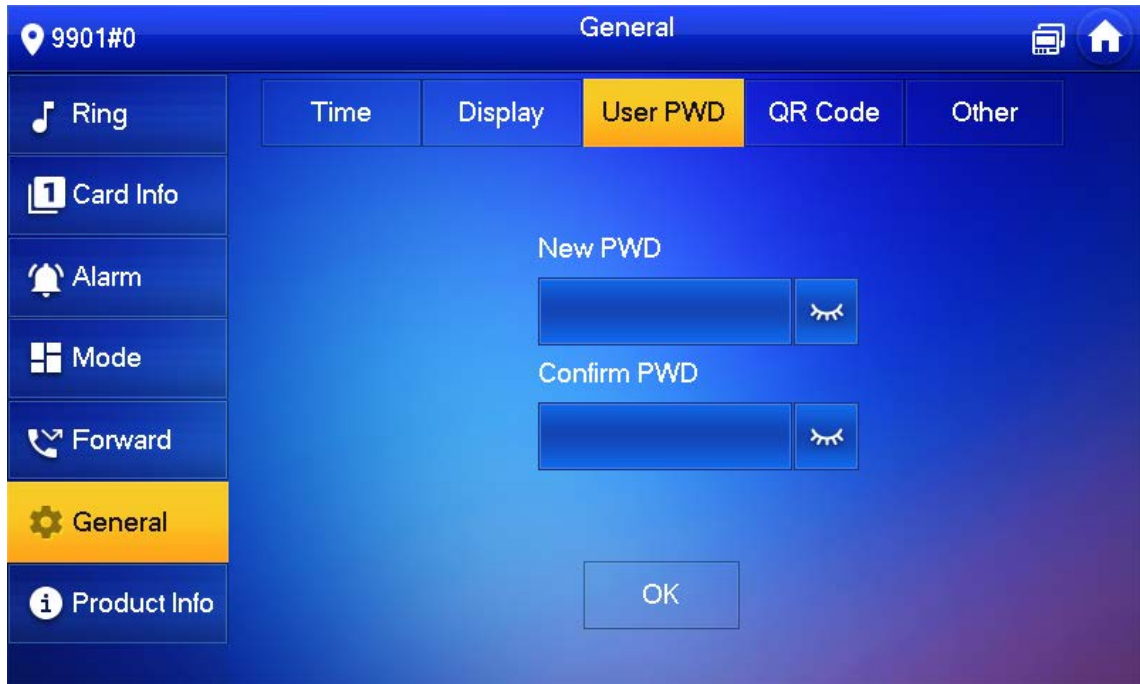 9901#0
General
Ring
Card Info
Alarm
Mode
Forward
General
Product Info
Time
Display
User PWD
QR Code
Other
New PWD
Confirm PWD
OK